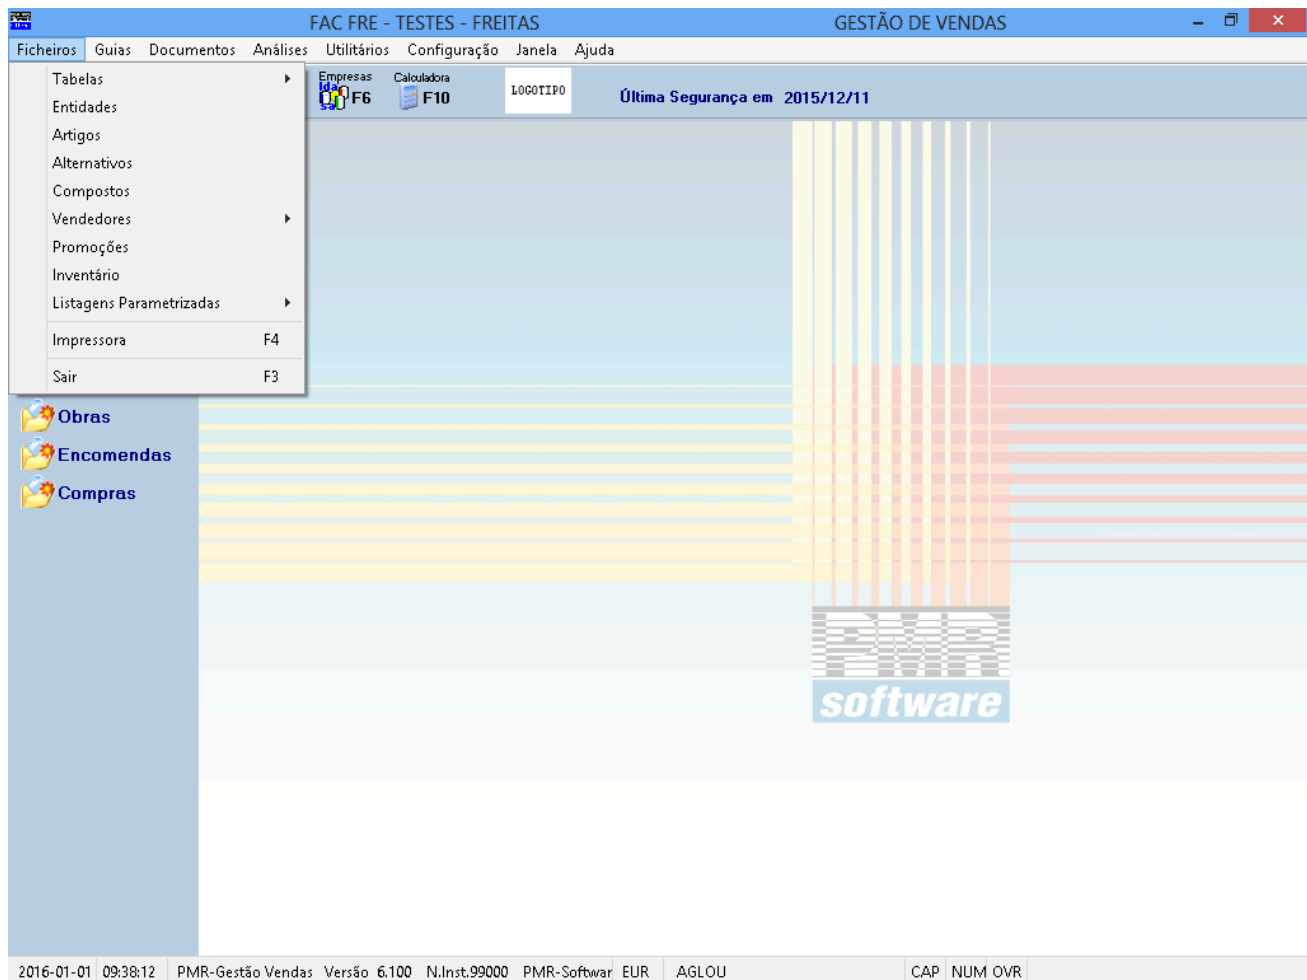 FAC FRE - TESTES - FREITAS GESTÃO DE VENDAS
Ficheiros Guias Documentos Análises Utilitários Configuração Janela Ajuda
Empresas
F6
Calculadora
F10
LOGOTIPO
Última Segurança em 2015/12/11
Tabelas
Entidades
Artigos
Alternativos
Compostos
Vendedores
Promoções
Inventário
Listagens Parametrizadas
Impressora F4
Sair F3
Obras
Encomendas
Compras
PMR
software
2016-01-01 09:38:12 PMR-Gestão Vendas Versão 6.100 N.Inst.99000 PMR-Softwar EUR AGLOU CAP NUM OVR